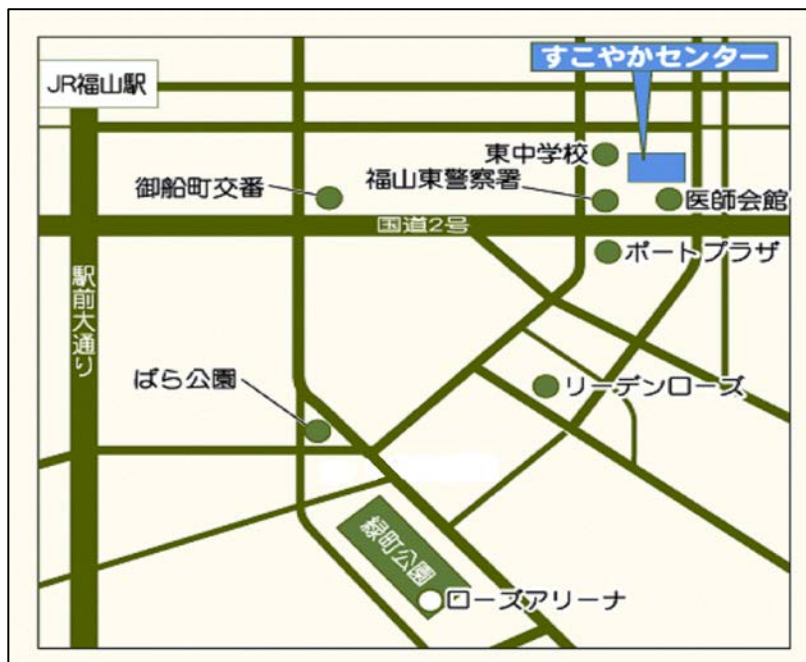 すこやかセンター
JR福山駅
東中学校
福山東警察署
御船町交番
医師会館
国道2号
ポートプラザ
駅前大通り
ばら公園
リーデンローズ
緑町公園
ローズアリーナ